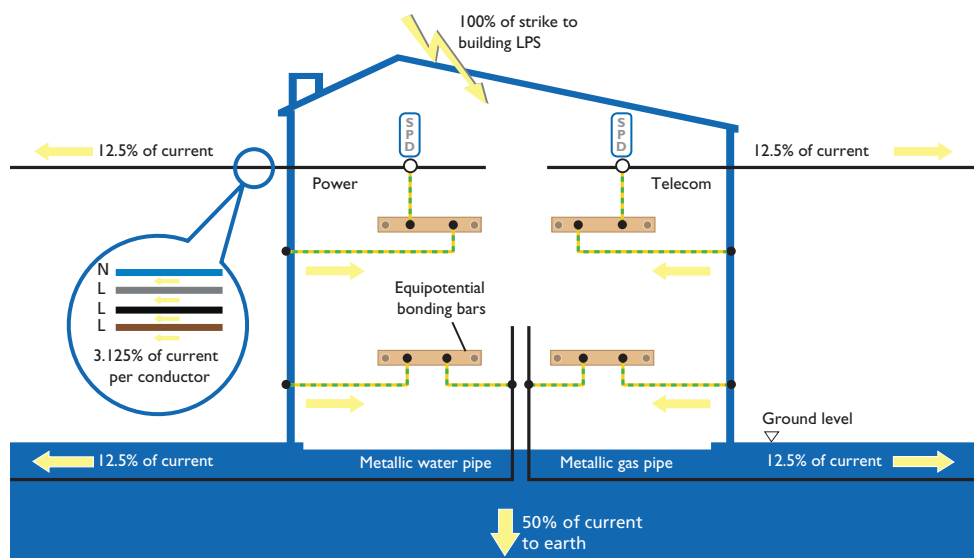 100% of strike to
building LPS
12.5% of current
SPD
SPD
12.5% of current
Power
Telecom
N
L
L
L
3.125% of current
per conductor
Equipotential
bonding bars
Ground level
12.5% of current
Metallic water pipe
Metallic gas pipe
12.5% of current
50% of current
to earth